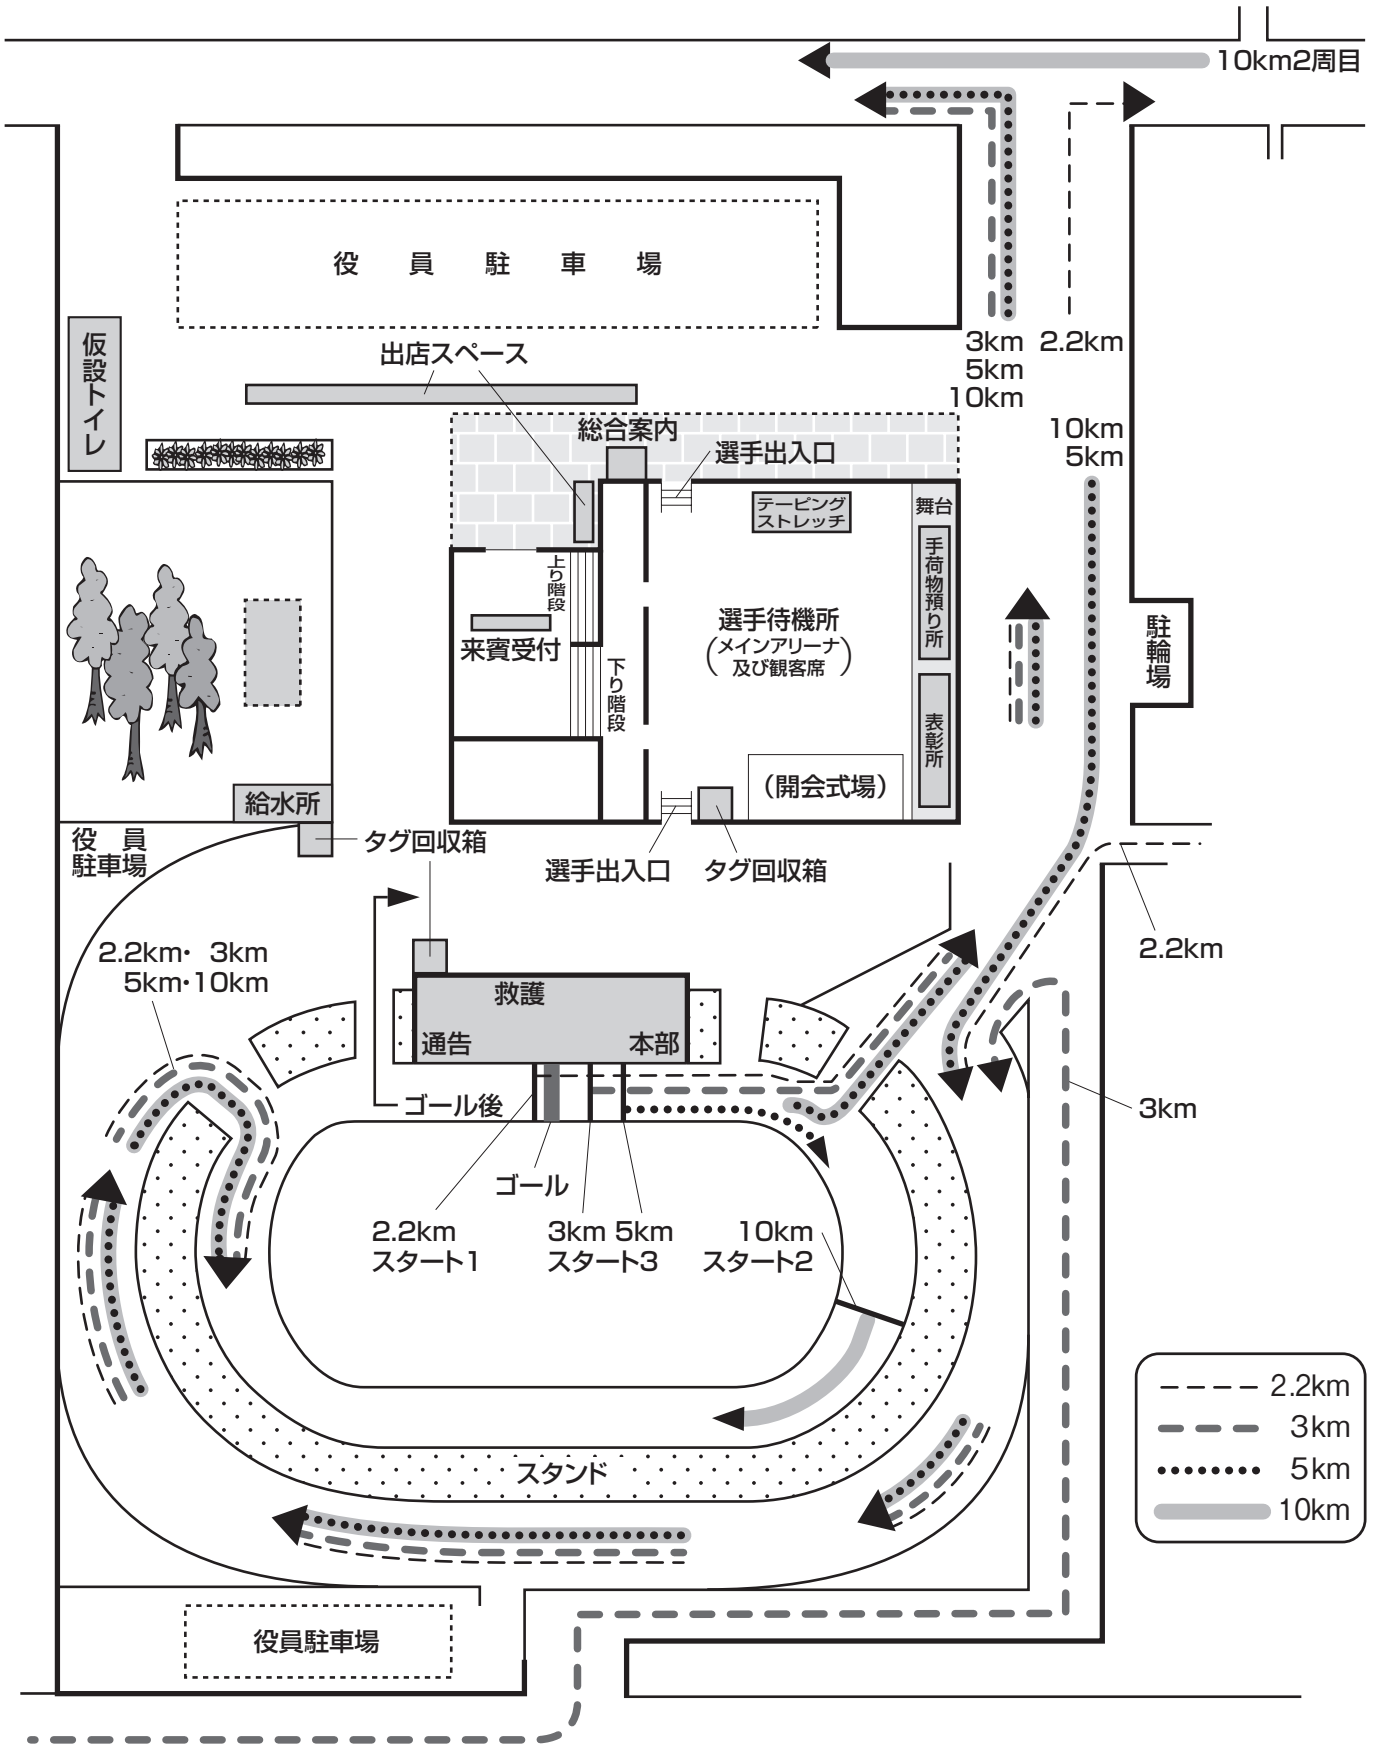 10km2周目
役員駐車場
3km 2.2km
5km
10km
仮設トイレ
出店スペース
10km
5km
総合案内
選手出入口
テーピング
ストレッチ
舞台
手荷物預り所
上り階段
来賓受付
下り階段
選手待機所
(メインアリーナ
及び観客席)
駐輪場
表彰所
(開会式場)
給水所
役員
駐車場
タグ回収箱
選手出入口
タグ回収箱
2.2km・3km
5km・10km
2.2km
救護
通告
本部
ゴール後
3km
ゴール
2.2km
スタート1
3km 5km
スタート3
10km
スタート2
スタンド
2.2km
3km
5km
10km
役員駐車場